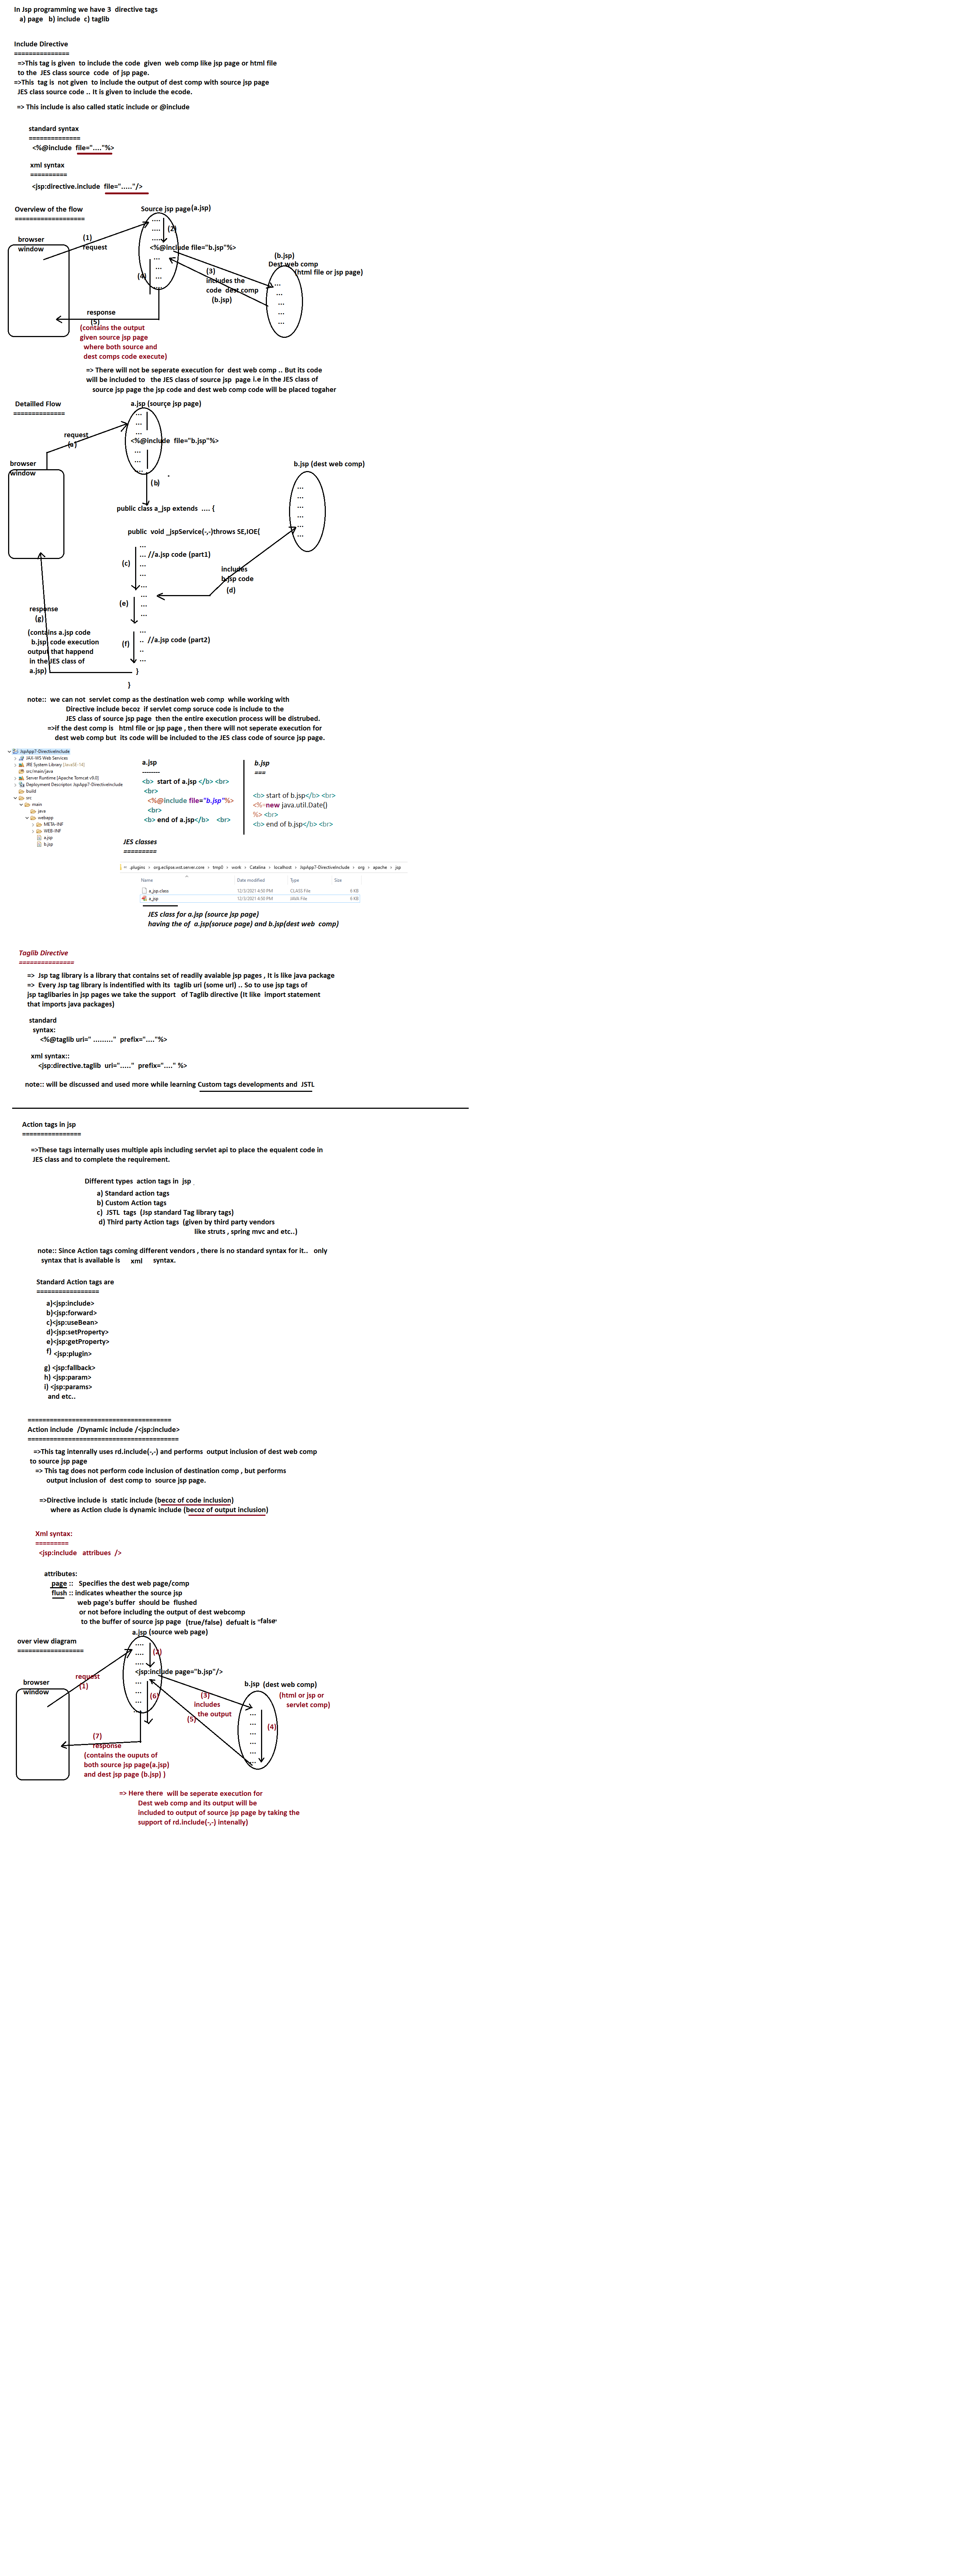 In Jsp programming we have 3 directive tags
a) page b) include c) taglib
Include Directive
===============
=>This tag is given to include the code given web comp like jsp page or html file
to the JES class source code of jsp page.
=>This tag is not given to include the output of dest comp with source jsp page
JES class source code .. It is given to include the ecode.
=> This include is also called static include or @include
standard syntax
==============
<%@include file="...."%>
xml syntax
==========
<jsp:directive.include file="....."/>
Overview of the flow
===================
Source jsp page(a.jsp)
browser
window
(1)
request
....
....
....
(2)
<%@include file="b.jsp"%>
...
...
...
....
(4)
(3)
includes the
code dest comp
(b.jsp)
(b.jsp)
Dest web comp
(html file or jsp page)
...
...
...
...
...
response
(5)
(contains the output
given source jsp page
where both source and
dest comps code execute)
=> There will not be seperate execution for dest web comp .. But its code
will be included to the JES class of source jsp page i.e in the JES class of
source jsp page the jsp code and dest web comp code will be placed togaher
Detailled Flow
==============
a.jsp (source jsp page)
...
...
...
request
(a)
<%@include file="b.jsp"%>
...
...
....
browser
window
(b)
b.jsp (dest web comp)
...
...
...
...
...
...
public class a_jsp extends .... {
public void _jspService(-,-)throws SE,IOE{
...
... //a.jsp code (part1)
...
...
(c)
includes
b.jsp code
(d)
...
...
...
...
(e)
...
.. //a.jsp code (part2)
..
...
(f)
}
}
response
(g)
(contains a.jsp code
b.jsp code execution
output that happend
in the JES class of
a.jsp)
note:: we can not servlet comp as the destination web comp while working with
Directive include becoz if servlet comp soruce code is include to the
JES class of source jsp page then the entire execution process will be distrubed.
=>if the dest comp is html file or jsp page , then there will not seperate execution for
dest web comp but its code will be included to the JES class code of source jsp page.
JspApp7-DirectiveInclude
JAX-WS Web Services
JRE System Library [JavaSE-16]
src/main/java
Server Runtime [Apache Tomcat v9.0]
Deployment Descriptor: JspApp7-DirectiveInclude
build
src
main
java
webapp
META-INF
WEB-INF
a.jsp
b.jsp
a.jsp
--------
<b> start of a.jsp </b> <br>
<br>
<%@include file="b.jsp"%>
<br>
<b> end of a.jsp</b> <br>
b.jsp
===
<b> start of b.jsp</b> <br>
<%=new java.util.Date()
%> <br>
<b> end of b.jsp</b> <br>
JES classes
=========
.plugins › org.eclipse.wst.server.core › tmp0 › work › Catalina › localhost › JspApp7-DirectiveInclude › org › apache › jsp
Name Date modified Type Size
a_jsp.class 12/3/2021 4:50 PM CLASS File 6 KB
a_jsp 12/3/2021 4:50 PM JAVA File 6 KB
JES class for a.jsp (source jsp page)
having the of a.jsp(soruce page) and b.jsp(dest web comp)
Taglib Directive
===============
=> Jsp tag library is a library that contains set of readily avaiable jsp pages , It is like java package
=> Every Jsp tag library is indentified with its taglib uri (some url) .. So to use jsp tags of
jsp taglibaries in jsp pages we take the support of Taglib directive (It like import statement
that imports java packages)
standard
syntax:
<%@taglib uri=" ........." prefix="...."%>
xml syntax::
<jsp:directive.taglib uri="....." prefix="...." %>
note:: will be discussed and used more while learning Custom tags developments and JSTL
Action tags in jsp
================
=>These tags internally uses multiple apis including servlet api to place the equalent code in
JES class and to complete the requirement.
Different types action tags in jsp
a) Standard action tags
b) Custom Action tags
c) JSTL tags (Jsp standard Tag library tags)
d) Third party Action tags (given by third party vendors
like struts , spring mvc and etc..)
note:: Since Action tags coming different vendors , there is no standard syntax for it.. only
syntax that is available is xml syntax.
Standard Action tags are
=================
a)<jsp:include>
b)<jsp:forward>
c)<jsp:useBean>
d)<jsp:setProperty>
e)<jsp:getProperty>
f) <jsp:plugin>
g) <jsp:fallback>
h) <jsp:param>
i) <jsp:params>
and etc..
=======================================
Action include /Dynamic include /<jsp:include>
=========================================
=>This tag intenrally uses rd.include(-,-) and performs output inclusion of dest web comp
to source jsp page
=> This tag does not perform code inclusion of destination comp , but performs
output inclusion of dest comp to source jsp page.
=>Directive include is static include (becoz of code inclusion)
where as Action clude is dynamic include (becoz of output inclusion)
Xml syntax:
=========
<jsp:include attribues />
attributes:
page :: Specifies the dest web page/comp
flush :: indicates wheather the source jsp
web page's buffer should be flushed
or not before including the output of dest webcomp
to the buffer of source jsp page (true/false) defualt is "false"
a.jsp (source web page)
over view diagram
==================
....
....
....
(2)
request
(1)
<jsp:include page="b.jsp"/>
browser
window
...
...
...
....
(6)
(3)
includes
the output
(5)
b.jsp (dest web comp)
(html or jsp or
servlet comp)
...
...
...
...
...
...
(4)
(7)
response
(contains the ouputs of
both source jsp page(a.jsp)
and dest jsp page (b.jsp) )
=> Here there will be seperate execution for
Dest web comp and its output will be
included to output of source jsp page by taking the
support of rd.include(-,-) intenally)